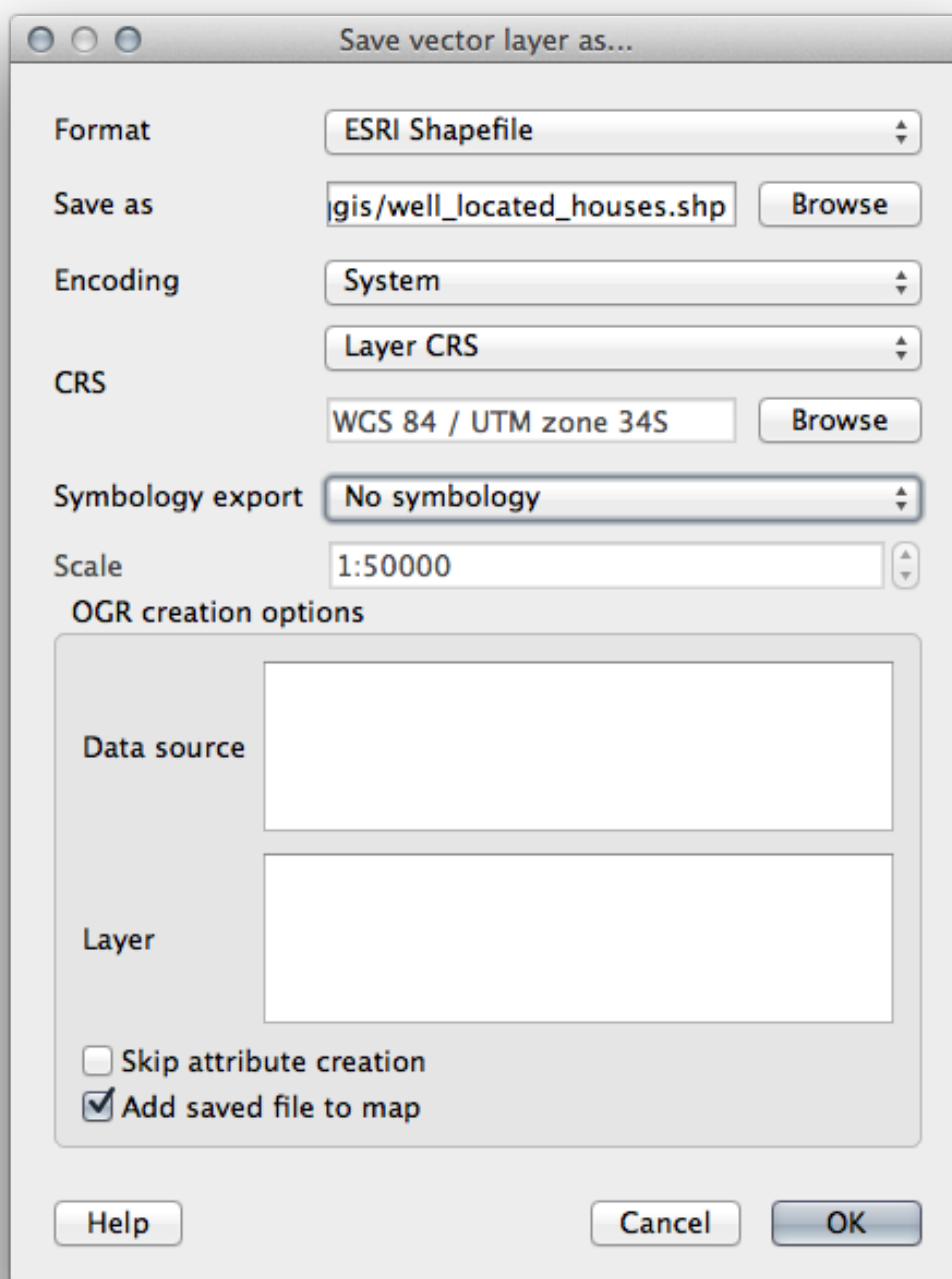 Save vector layer as...
Format ESRI Shapefile
Save as gis/well_located_houses.shp Browse
Encoding System
Layer CRS
CRS
WGS 84 / UTM zone 34S Browse
Symbology export No symbology
Scale 1:50000
OGR creation options
Data source
Layer
Skip attribute creation
Add saved file to map
Help Cancel OK